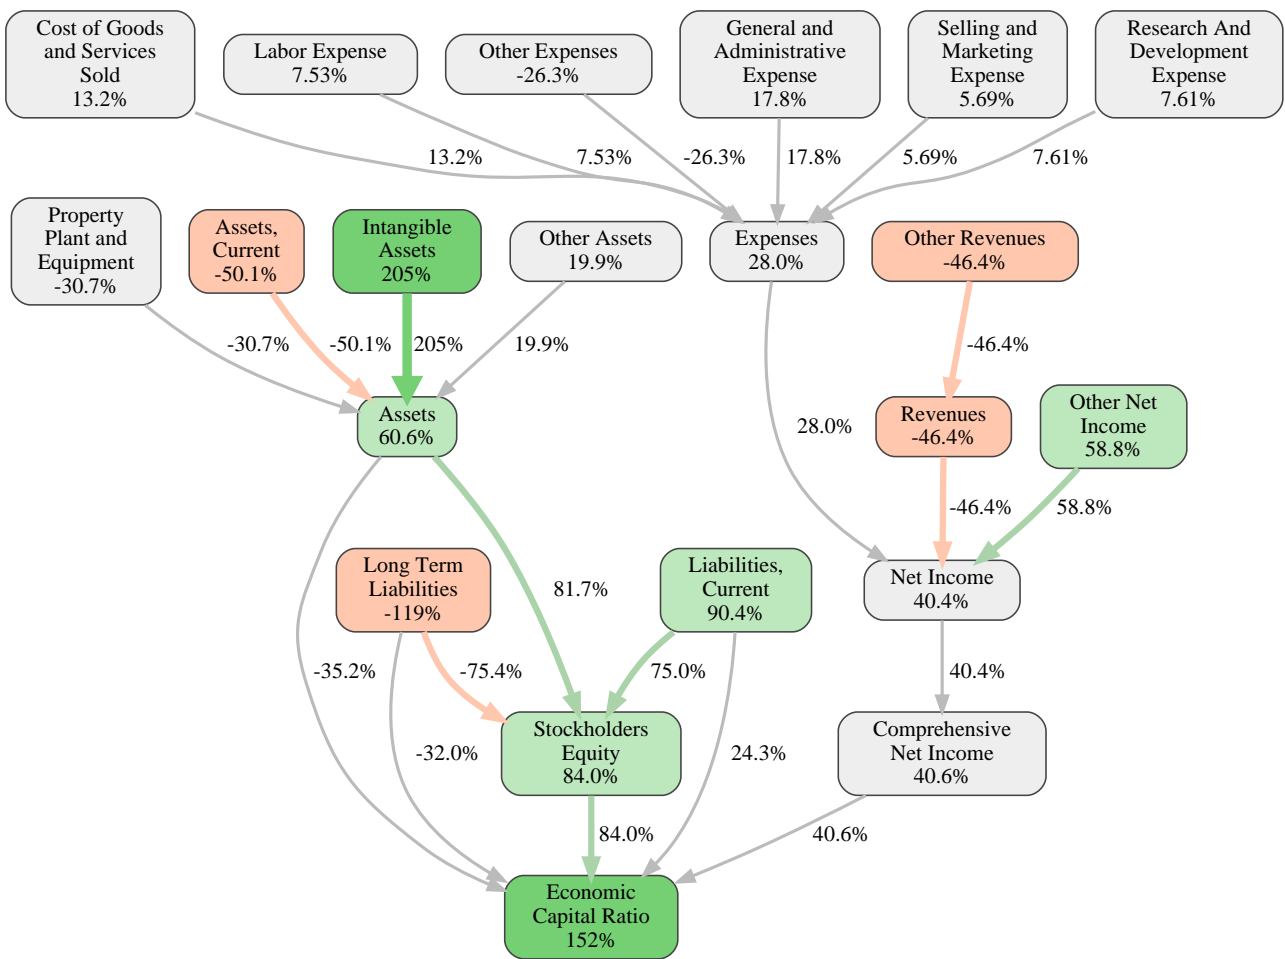 Cost of Goods
and Services
Sold
13.2%
Labor Expense
7.53%
Other Expenses
-26.3%
General and
Administrative
Expense
17.8%
Selling and
Marketing
Expense
5.69%
Research And
Development
Expense
7.61%
13.2%
7.53%
-26.3%
17.8%
5.69%
7.61%
Property
Plant and
Equipment
-30.7%
Assets,
Current
-50.1%
Intangible
Assets
205%
Other Assets
19.9%
Expenses
28.0%
Other Revenues
-46.4%
-30.7%
-50.1%
205%
19.9%
-46.4%
Assets
60.6%
28.0%
Revenues
-46.4%
Other Net
Income
58.8%
-46.4%
58.8%
Long Term
Liabilities
-119%
81.7%
Liabilities,
Current
90.4%
Net Income
40.4%
-35.2%
-75.4%
75.0%
40.4%
-32.0%
Stockholders
Equity
84.0%
24.3%
Comprehensive
Net Income
40.6%
84.0%
40.6%
Economic
Capital Ratio
152%